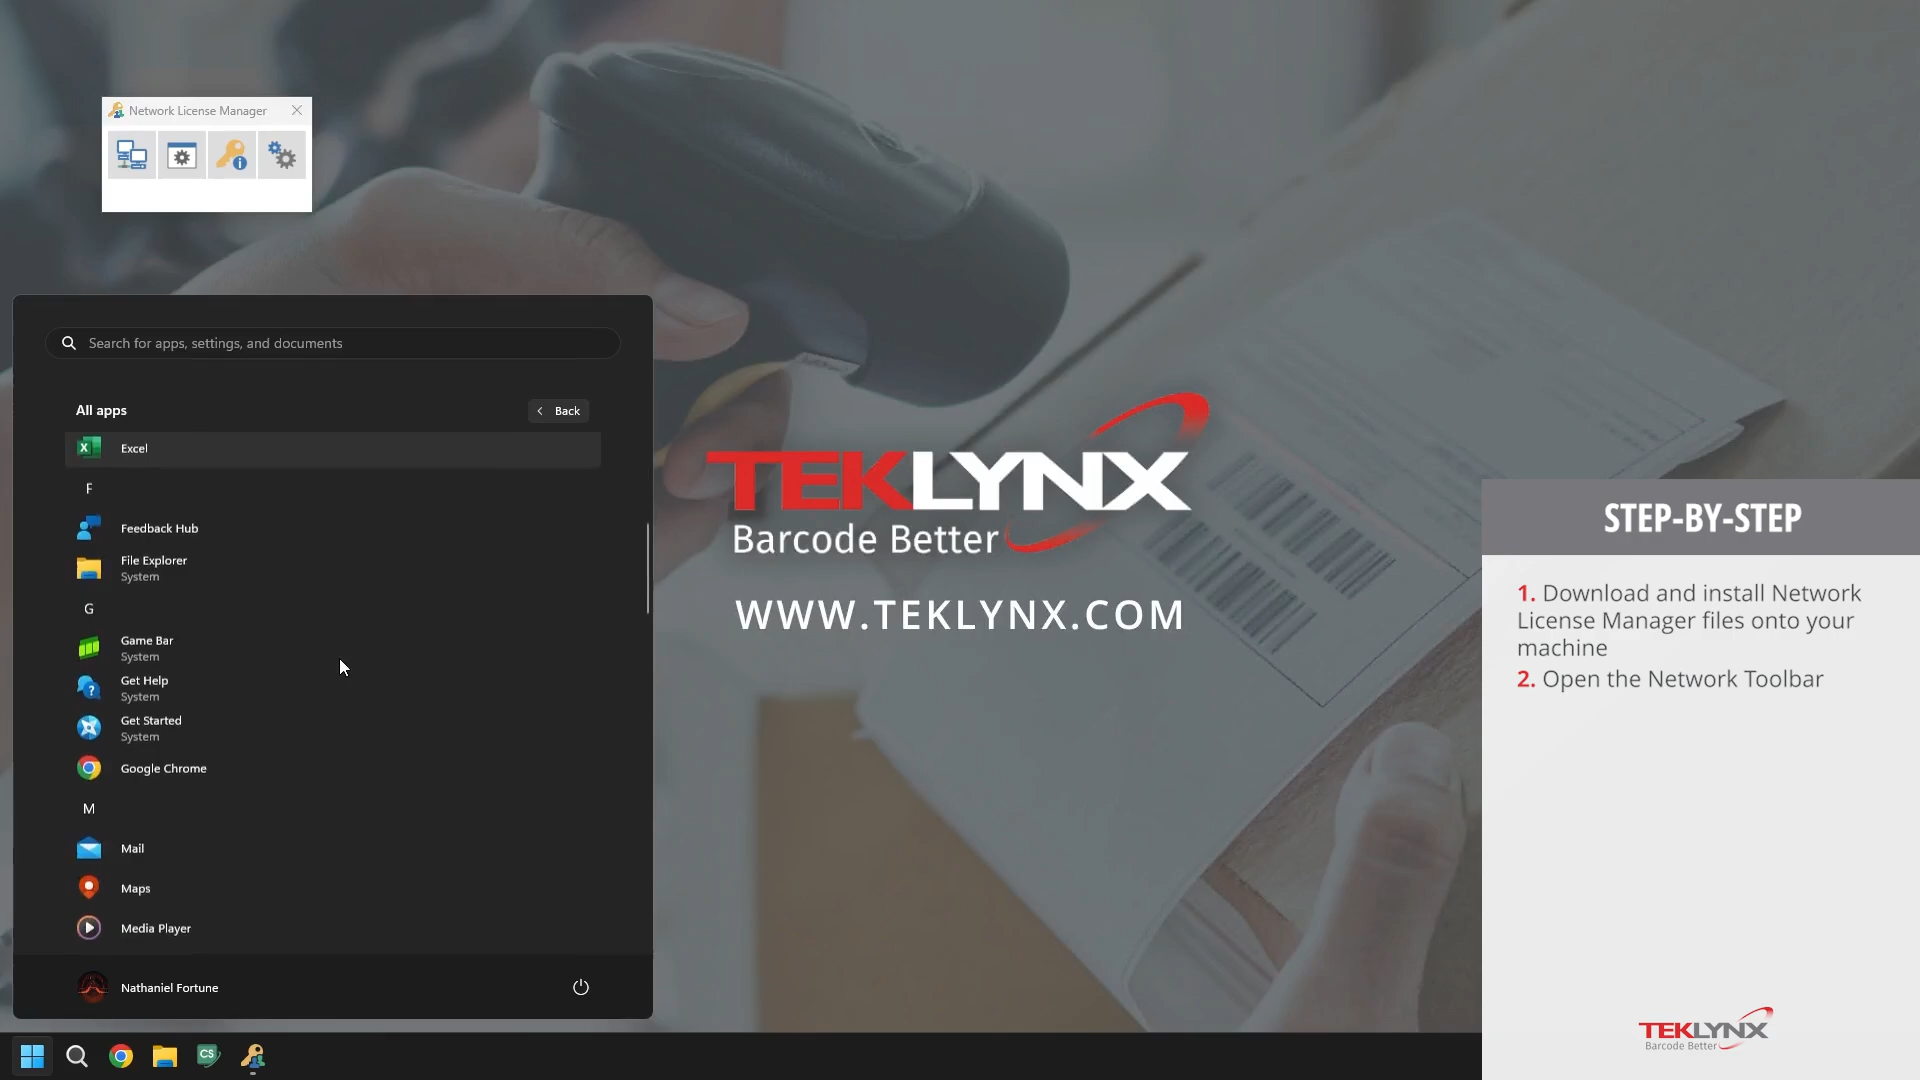 Network License Manager
Search for apps, settings, and documents
All apps
Back
Excel
F
Feedback Hub
File Explorer
System
G
Game Bar
System
Get Help
System
Get Started
System
Google Chrome
M
Mail
Maps
Media Player
Nathaniel Fortune
TEKLYNX
Barcode Better
WWW.TEKLYNX.COM
STEP-BY-STEP
1. Download and install Network
License Manager files onto your
machine
2. Open the Network Toolbar
TEKLYNX
Barcode Better
CS